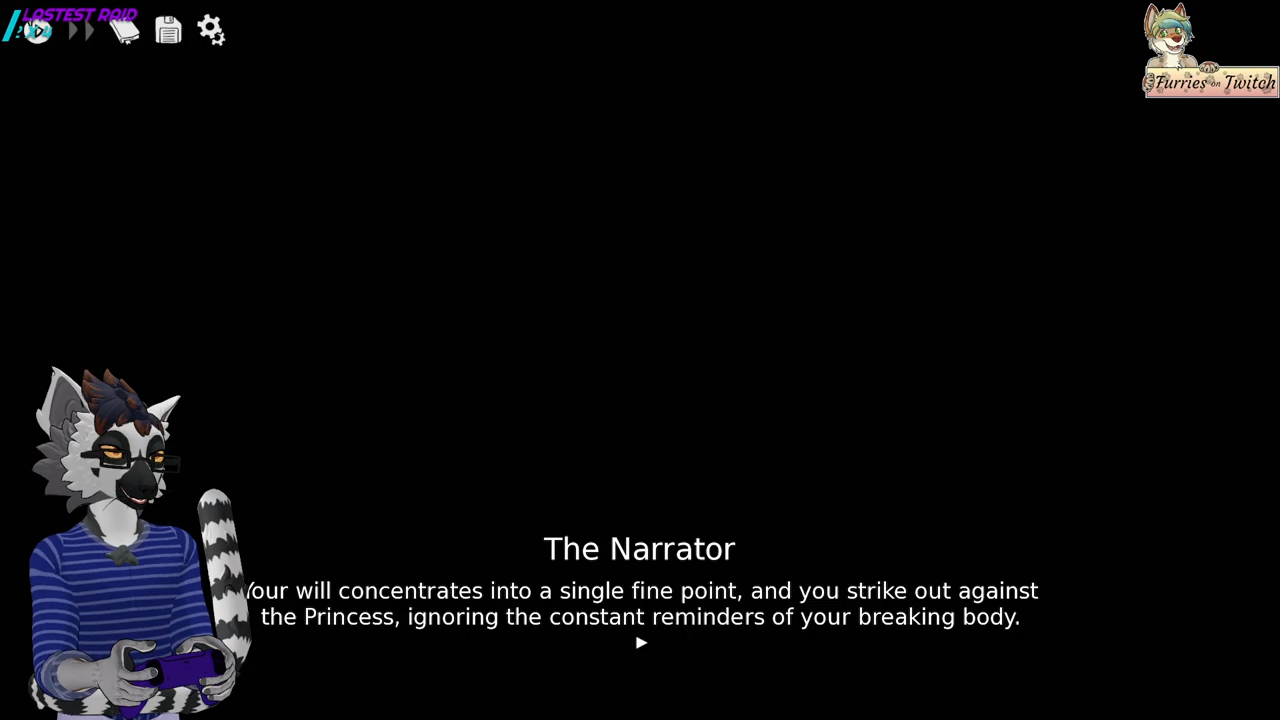 LASTEST RAID
Furries on Twitch
The Narrator
Your will concentrates into a single fine point, and you strike out against
the Princess, ignoring the constant reminders of your breaking body.